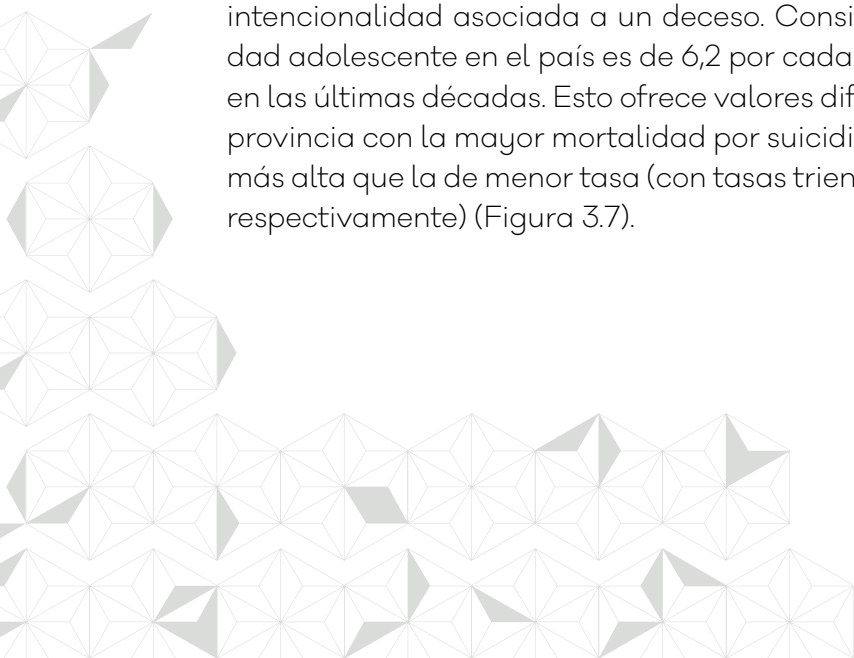 intencionalidad asociada a un deceso. Consi
dad adolescente en el país es de 6,2 por cada
en las últimas décadas. Esto ofrece valores dif
provincia con la mayor mortalidad por suicidi
más alta que la de menor tasa (con tasas trien
respectivamente) (Figura 3.7).